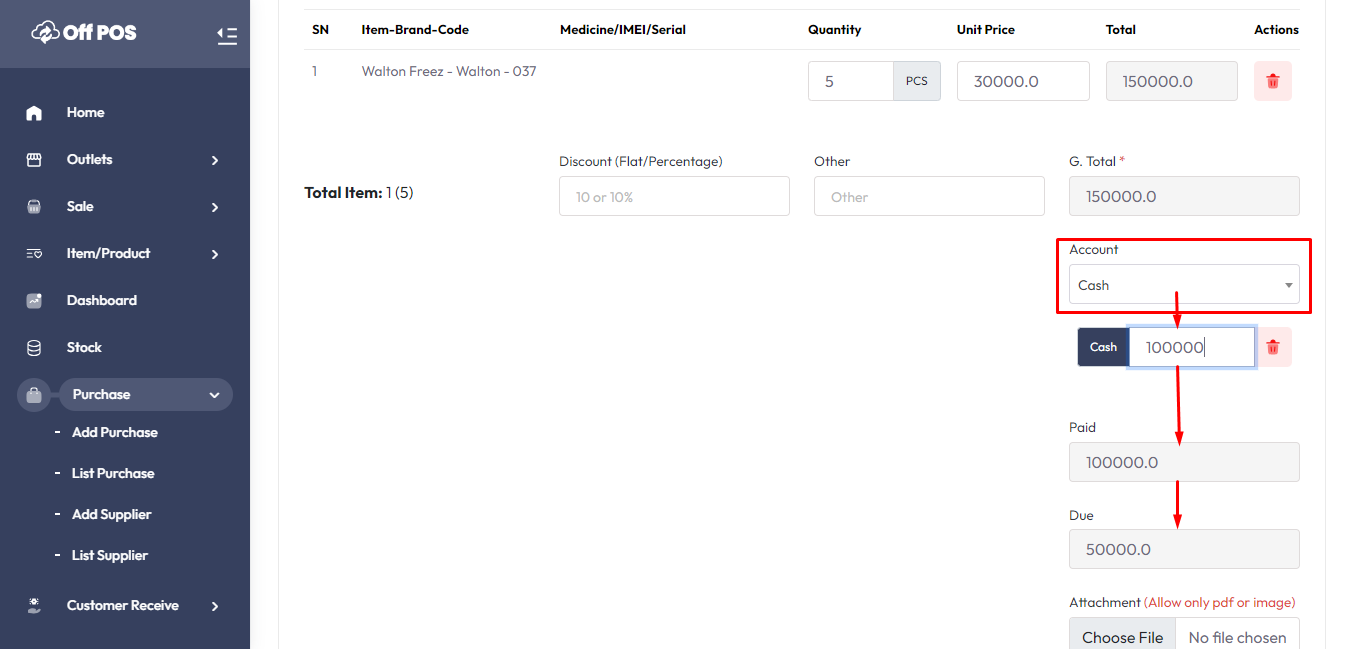 Off POS
Home
Outlets
Sale
Item/Product
Dashboard
Stock
Purchase
- Add Purchase
- List Purchase
- Add Supplier
- List Supplier
Customer Receive
SN Item-Brand-Code Medicine/IMEI/Serial Quantity Unit Price Total Actions
1 Walton Freez - Walton - 037 5 PCS 30000.0 150000.0
Discount (Flat/Percentage) Other G. Total *
Total Item: 1 (5) 10 or 10% Other 150000.0
Account
Cash
Cash 100000
Paid
100000.0
Due
50000.0
Attachment (Allow only pdf or image)
Choose File No file chosen